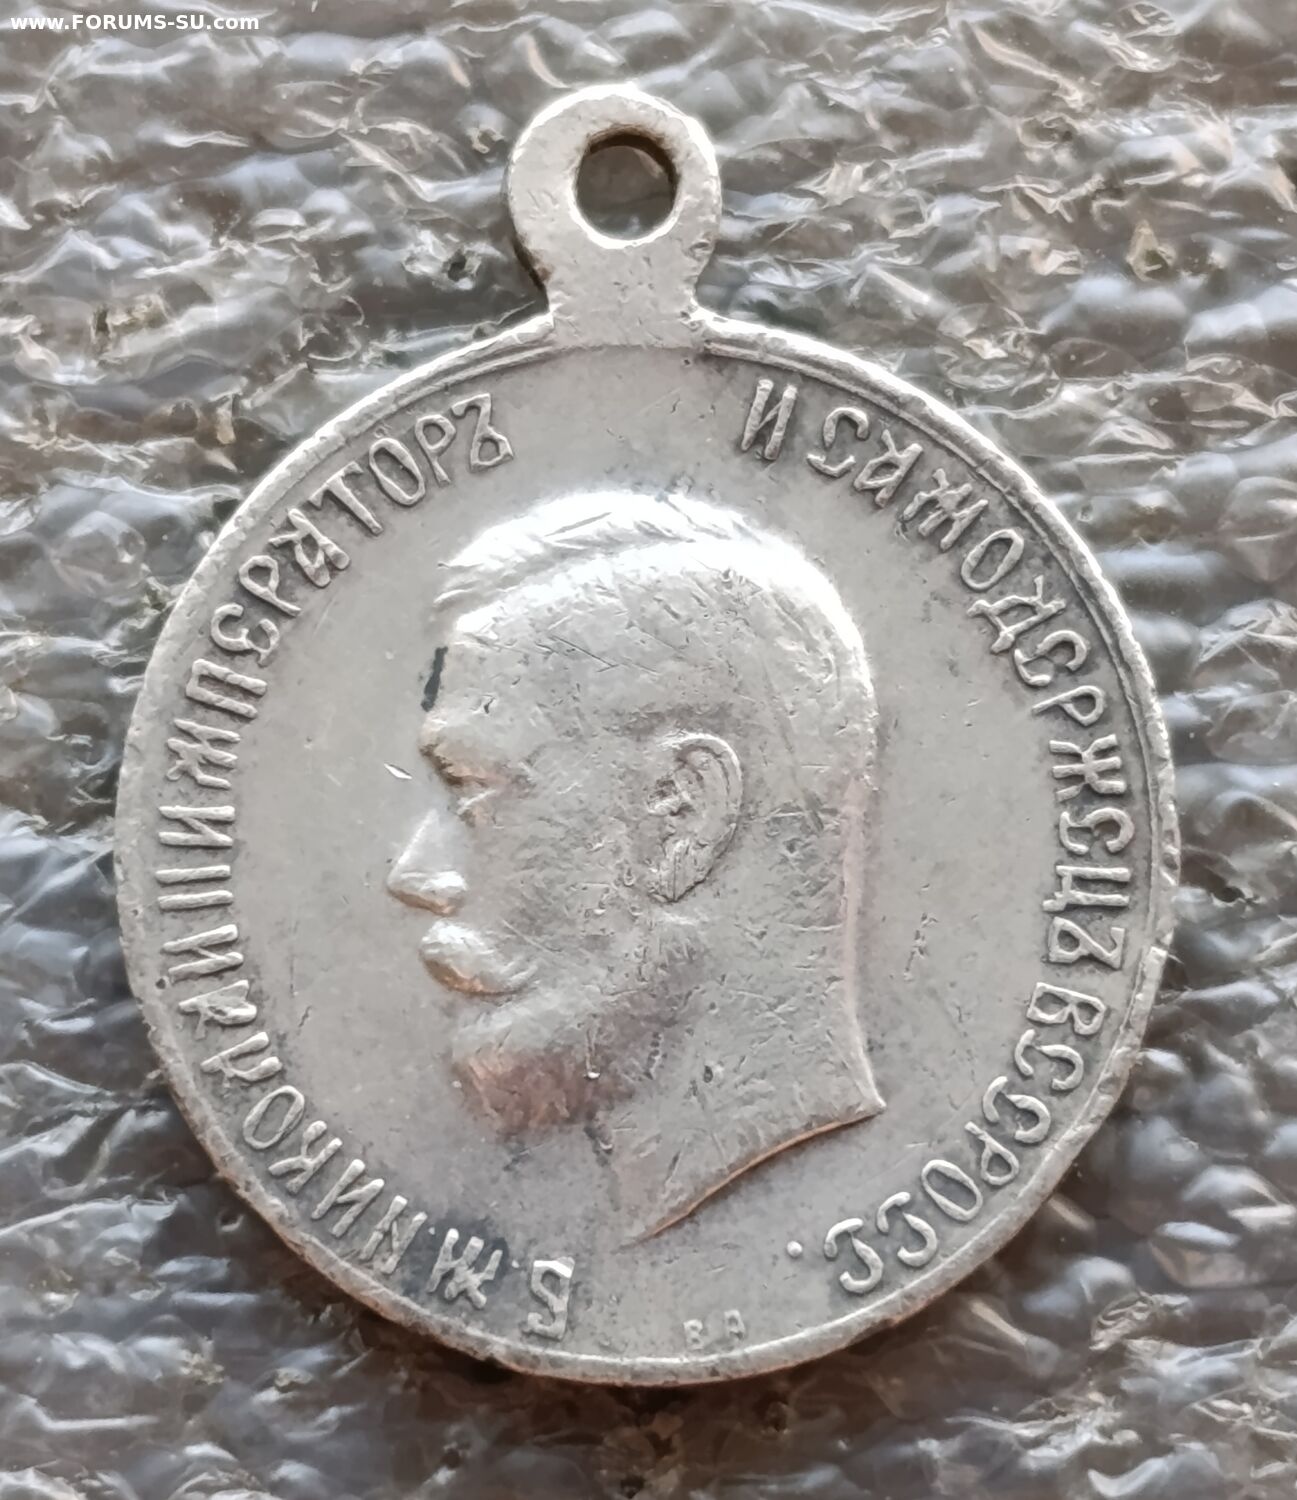 www.FORUMS-SU.com
Б.М.НИКОЛАЙ II ИМПЕРАТОРЪ И САМОДЕРЖЕЦЪ ВСЕРОСС.
В А